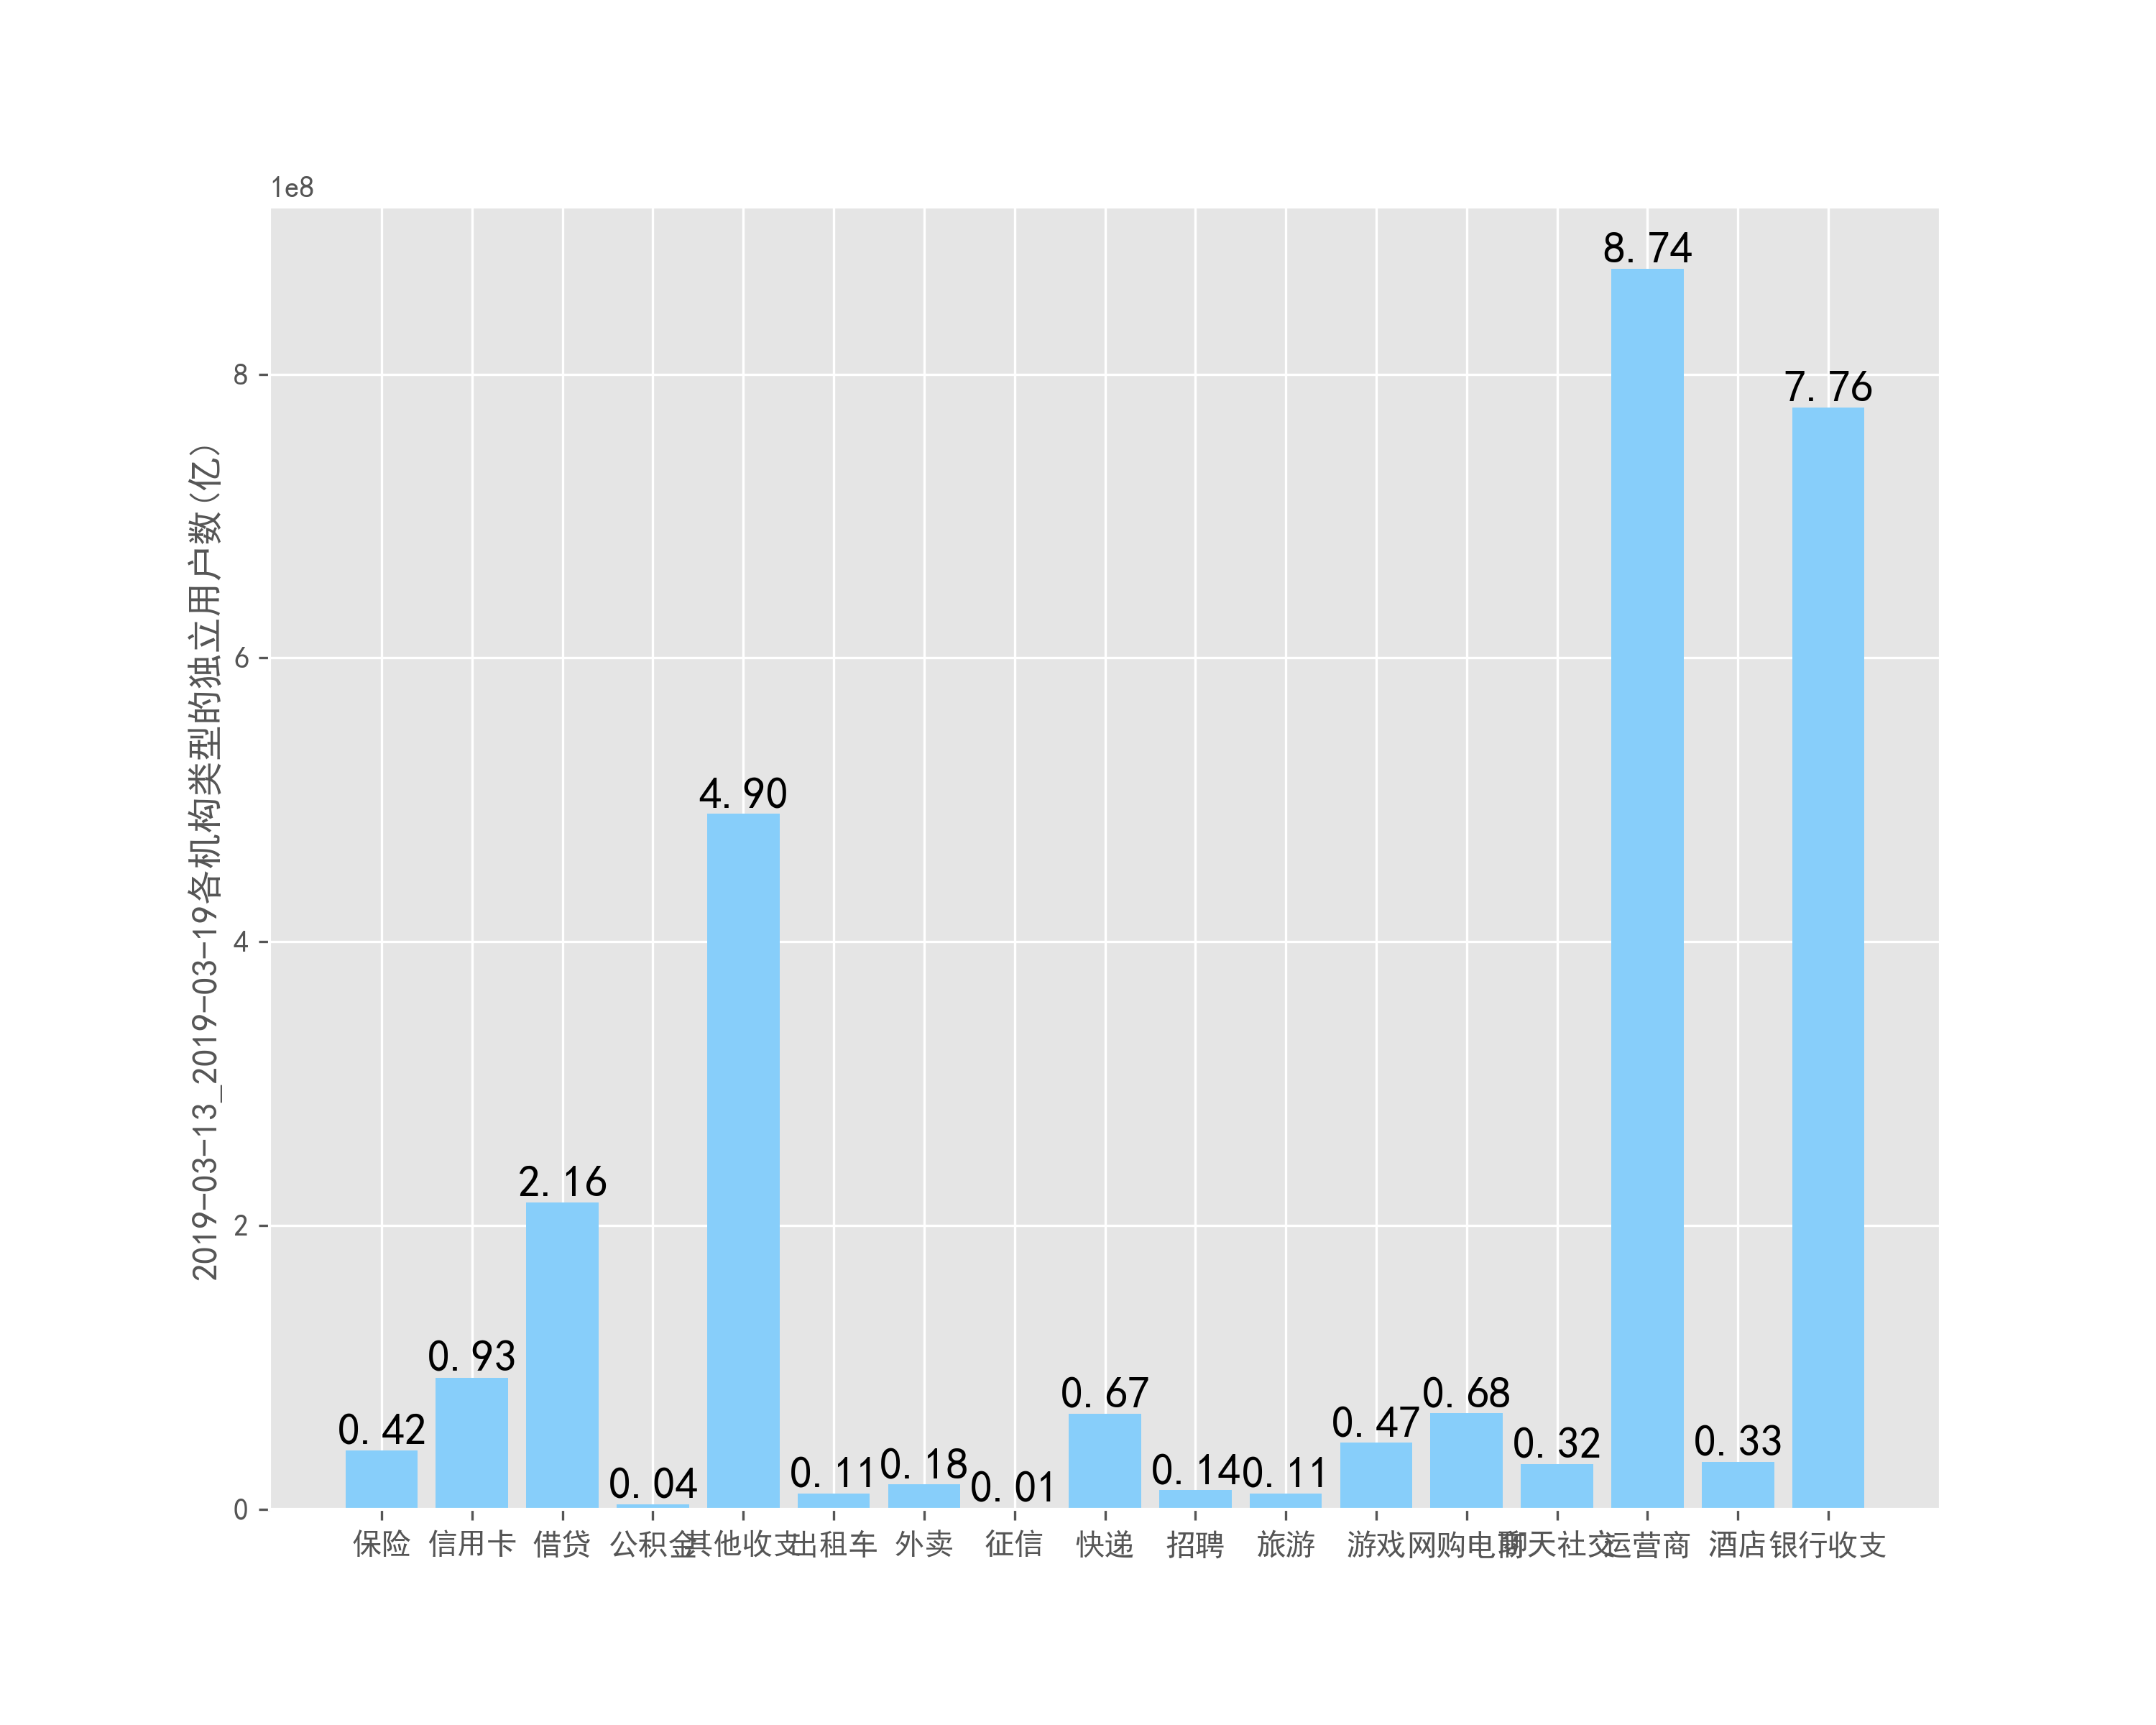 1e8
8
6
4
2
0
2019-03-13_2019-03-19各机构类型的独立用户数(亿)
0.42
0.93
2.16
0.04
4.90
0.11
0.18
0.01
0.67
0.14
0.11
0.47
0.68
0.32
8.74
0.33
7.76
保险
信用卡
借贷
公积金
其他收支
出租车
外卖
征信
快递
招聘
旅游
游戏
网购电商
聊天社交
运营商
酒店
银行收支